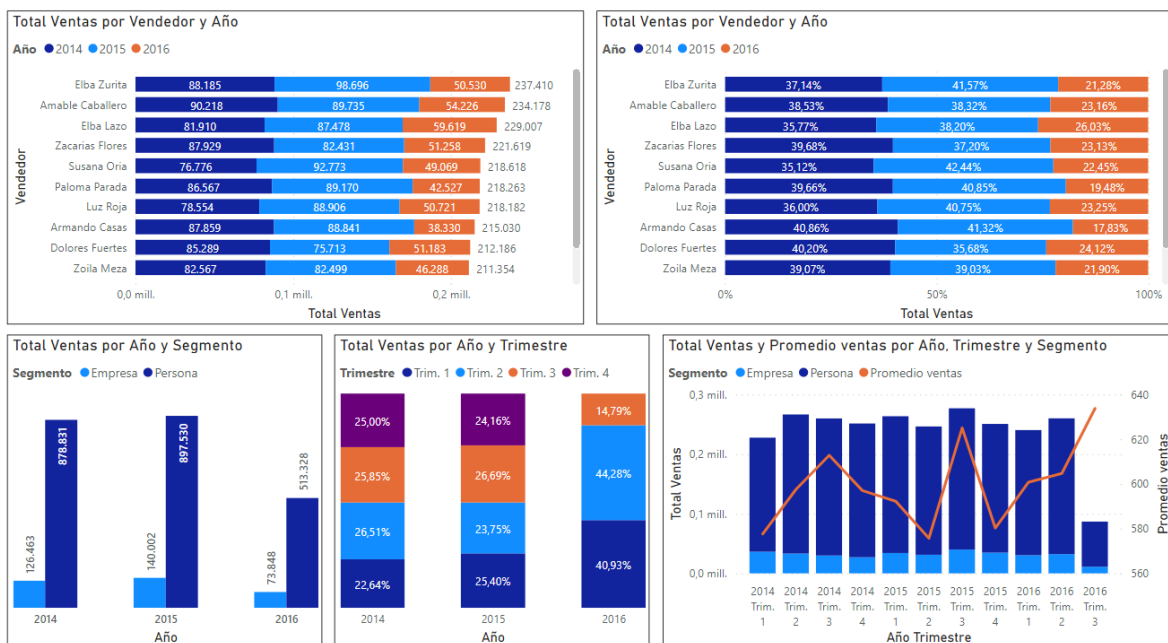 Total Ventas por Vendedor y Año
Año 2014 2015 2016
Vendedor
Elba Zurita 88.185 98.696 50.530 237.410
Amable Caballero 90.218 89.735 54.226 234.178
Elba Lazo 81.910 87.478 59.619 229.007
Zacarias Flores 87.929 82.431 51.258 221.619
Susana Oria 76.776 92.773 49.069 218.618
Paloma Parada 86.567 89.170 42.527 218.263
Luz Roja 78.554 88.906 50.721 218.182
Armando Casas 87.859 88.841 38.330 215.030
Dolores Fuertes 85.289 75.713 51.183 212.186
Zoila Meza 82.567 82.499 46.288 211.354
0,0 mill. 0,1 mill. 0,2 mill.
Total Ventas
Total Ventas por Vendedor y Año
Año 2014 2015 2016
Vendedor
Elba Zurita 37,14% 41,57% 21,28%
Amable Caballero 38,53% 38,32% 23,16%
Elba Lazo 35,77% 38,20% 26,03%
Zacarias Flores 39,68% 37,20% 23,13%
Susana Oria 35,12% 42,44% 22,45%
Paloma Parada 39,66% 40,85% 19,48%
Luz Roja 36,00% 40,75% 23,25%
Armando Casas 40,86% 41,32% 17,83%
Dolores Fuertes 40,20% 35,68% 24,12%
Zoila Meza 39,07% 39,03% 21,90%
0% 50% 100%
Total Ventas
Total Ventas por Año y Segmento
Segmento Empresa Persona
126.463 878.831 140.002 897.530 73.848 513.328
2014 2015 2016
Año
Total Ventas por Año y Trimestre
Trimestre Trim. 1 Trim. 2 Trim. 3 Trim. 4
25,00% 24,16% 14,79%
25,85% 26,69% 44,28%
26,51% 23,75%
22,64% 25,40% 40,93%
2014 2015 2016
Año
Total Ventas y Promedio ventas por Año, Trimestre y Segmento
Segmento Empresa Persona Promedio ventas
Total Ventas
0,3 mill. 640
620
0,2 mill.
600
0,1 mill.
580
0,0 mill. 560
Promedio ventas
2014 2014 2014 2014 2015 2015 2015 2015 2016 2016 2016
Trim. Trim. Trim. Trim. Trim. Trim. Trim. Trim. Trim. Trim. Trim.
1 2 3 4 1 2 3 4 1 2 3
Año Trimestre